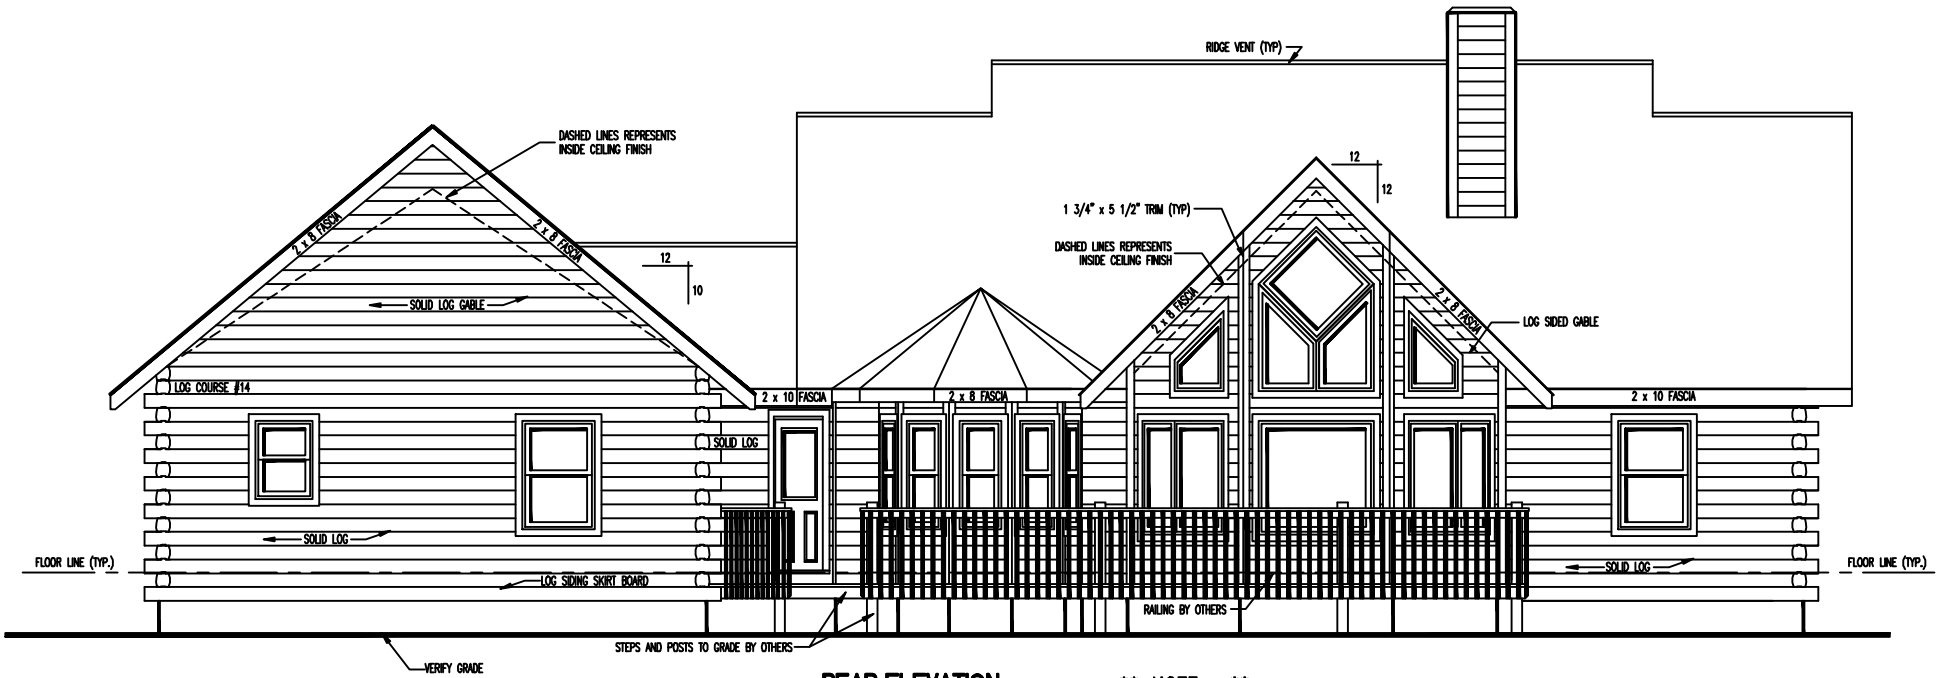 RIDGE VENT (TYP)
DASHED LINES REPRESENTS
INSIDE CEILING FINISH
12
12
2 x 8 FASCIA
2 x 8 FASCIA
1 3/4" x 5 1/2" TRIM (TYP)
DASHED LINES REPRESENTS
INSIDE CEILING FINISH
12
10
SOLID LOG GABLE
2 x 8 FASCIA
2 x 8 FASCIA
LOG SIDED GABLE
LOG COURSE #14
2 x 10 FASCIA
2 x 8 FASCIA
2 x 10 FASCIA
SOLID LOG
SOLID LOG
FLOOR LINE (TYP.)
SOLID LOG
FLOOR LINE (TYP.)
LOG SIDING SKIRT BOARD
RAILING BY OTHERS
STEPS AND POSTS TO GRADE BY OTHERS
VERIFY GRADE
REAR ELEVATION